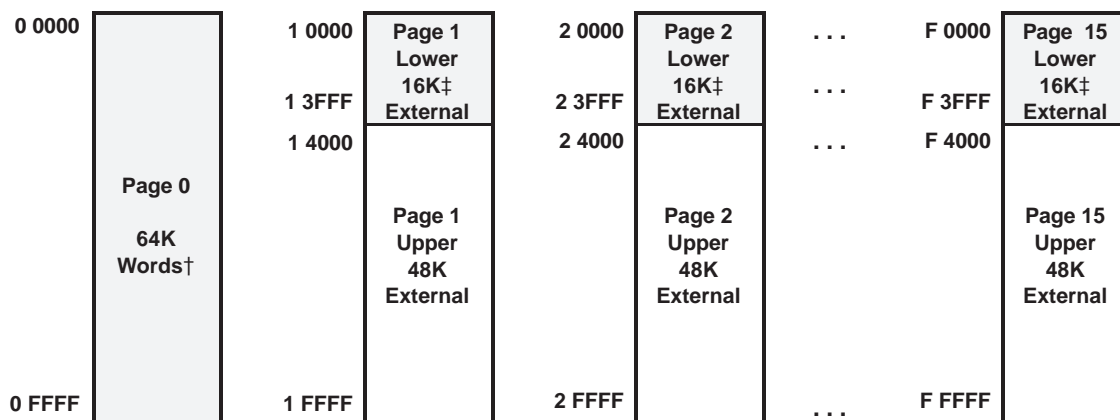 0 0000
Page 0
64K
Words†
0 FFFF
1 0000
Page 1
Lower
16K‡
External
1 3FFF
1 4000
Page 1
Upper
48K
External
1 FFFF
2 0000
Page 2
Lower
16K‡
External
2 3FFF
2 4000
Page 2
Upper
48K
External
2 FFFF
. . .
. . .
. . .
. . .
F 0000
Page 15
Lower
16K‡
External
F 3FFF
F 4000
Page 15
Upper
48K
External
F FFFF